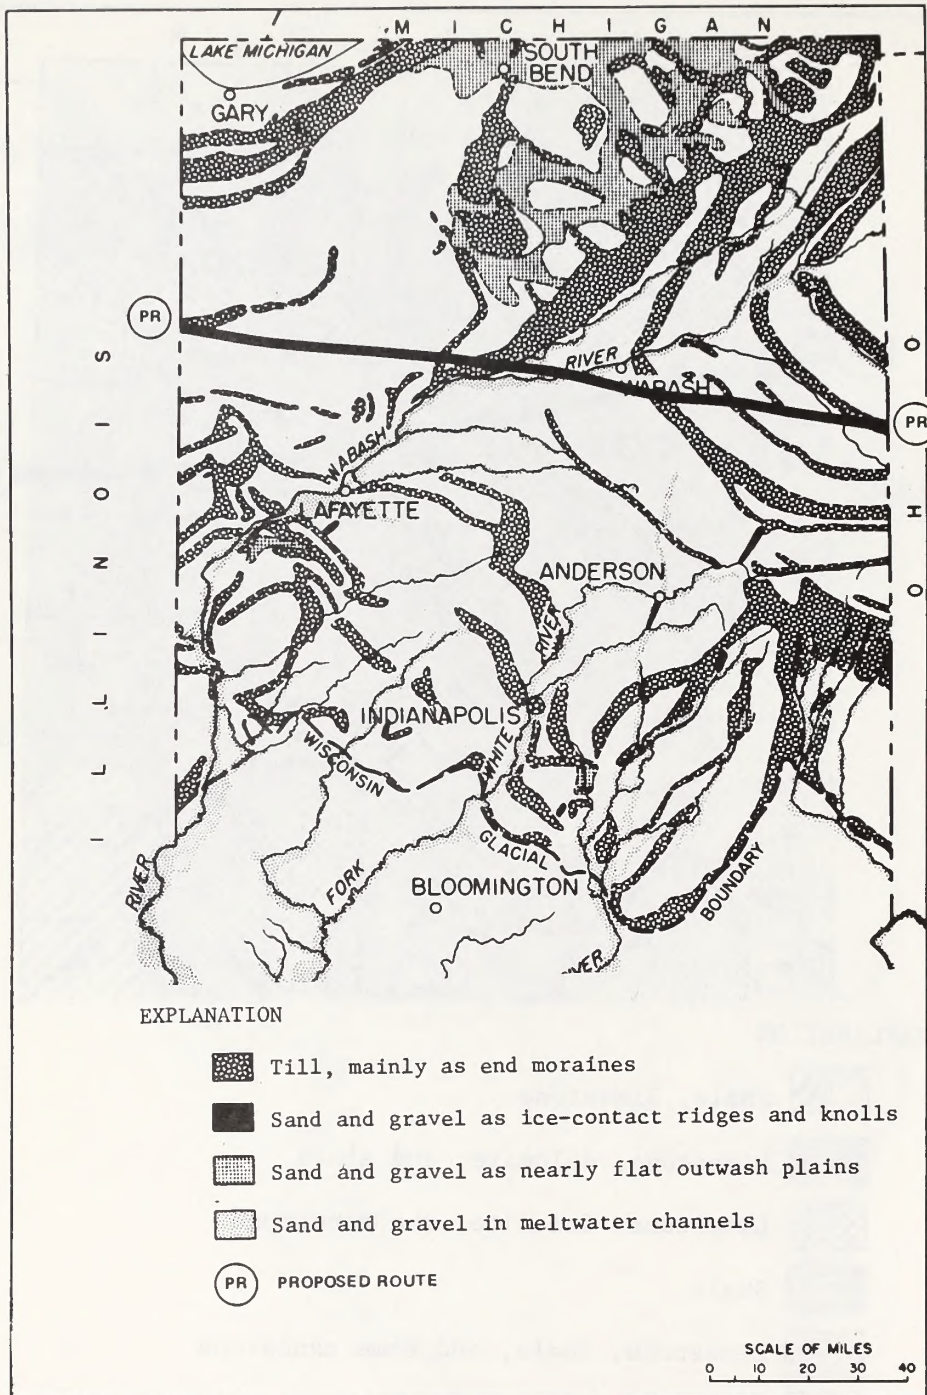 MICHIGAN
LAKE MICHIGAN
SOUTH
BEND
GARY
PR
RIVER
WABASH
PR
ILLINOIS
OHIO
WABASH
LAFAYETTE
ANDERSON
RIVER
INDIANAPOLIS
WHITE
WISCONSIN
GLACIAL
BOUNDARY
RIVER
FORK
BLOOMINGTON
EXPLANATION
Till, mainly as end moraines
Sand and gravel as ice-contact ridges and knolls
Sand and gravel as nearly flat outwash plains
Sand and gravel in meltwater channels
PR PROPOSED ROUTE
SCALE OF MILES
0 10 20 30 40